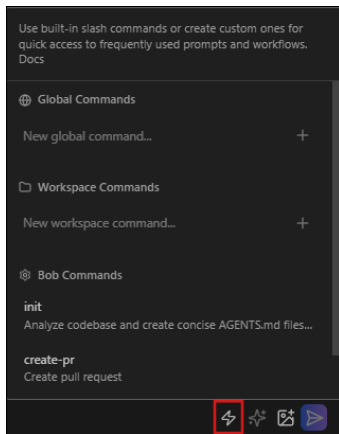 Use built-in slash commands or create custom ones for
quick access to frequently used prompts and workflows.
Docs
Global Commands
New global command...
Workspace Commands
New workspace command...
Bob Commands
init
Analyze codebase and create concise AGENTS.md files...
create-pr
Create pull request